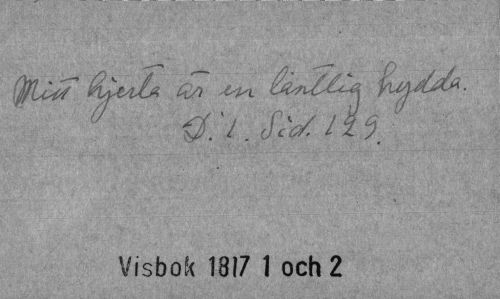 Mitt hjerta är en läntlig hydda.
D. 1. Sid. 129.
Visbok 1817 1 och 2